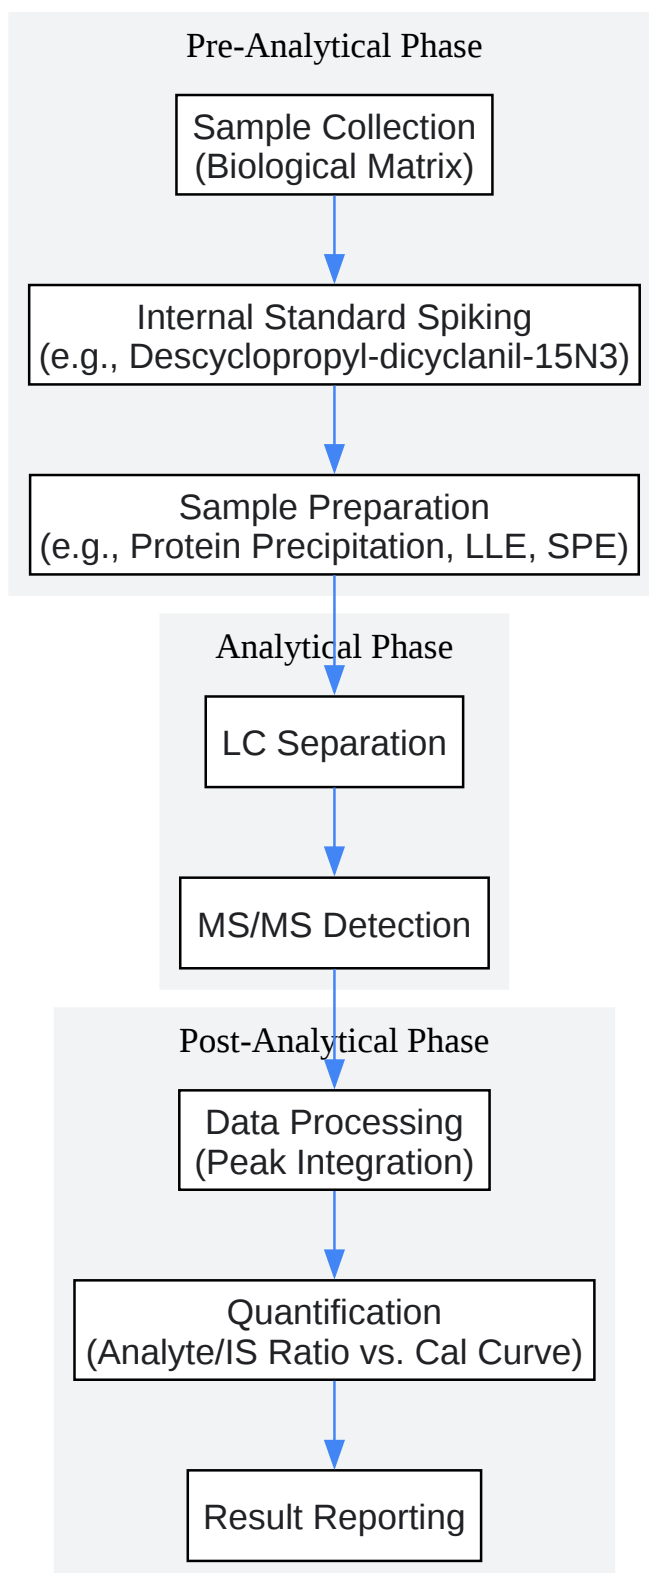 Pre-Analytical Phase
Sample Collection
(Biological Matrix)
Internal Standard Spiking
(e.g., Descyclopropyl-dicyclanil-15N3)
Sample Preparation
(e.g., Protein Precipitation, LLE, SPE)
Analytical Phase
LC Separation
MS/MS Detection
Post-Analytical Phase
Data Processing
(Peak Integration)
Quantification
(Analyte/IS Ratio vs. Cal Curve)
Result Reporting